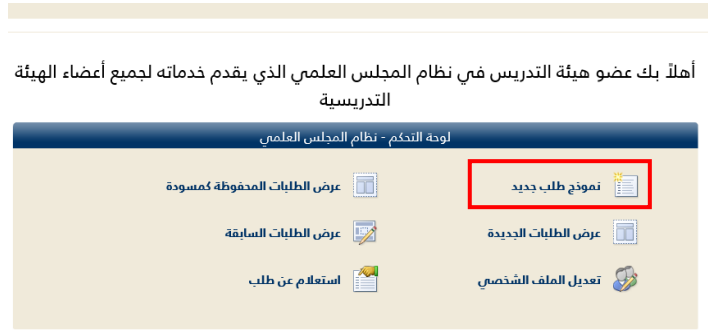 أهلاً بك عضو هيئة التدريس في نظام المجلس العلمي الذي يقدم خدماته لجميع أعضاء الهيئة
التدريسية
لوحة التحكم - نظام المجلس العلمي
نموذج طلب جديد
عرض الطلبات المحفوظة كمسودة
عرض الطلبات الجديدة
عرض الطلبات السابقة
تعديل الملف الشخصي
استعلام عن طلب